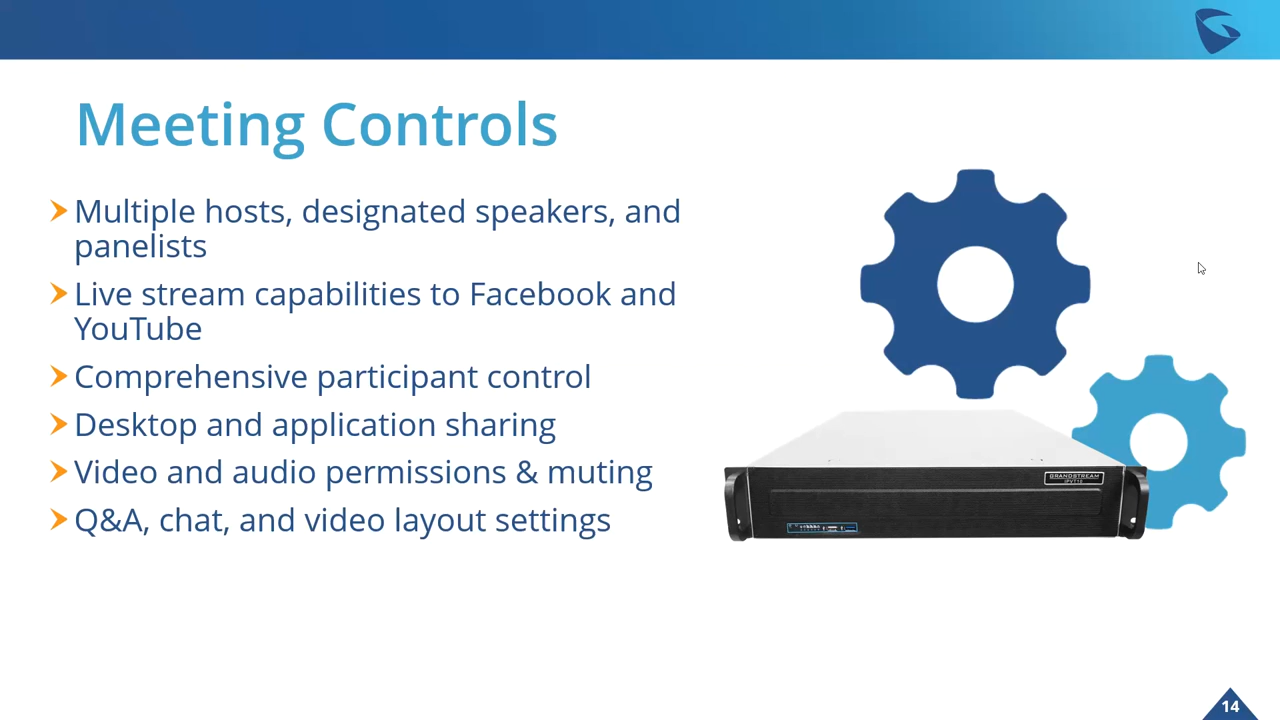 Meeting Controls
Multiple hosts, designated speakers, and
panelists
Live stream capabilities to Facebook and
YouTube
Comprehensive participant control
Desktop and application sharing
Video and audio permissions & muting
Q&A, chat, and video layout settings
GRANDSTREAM
IPVT10
14